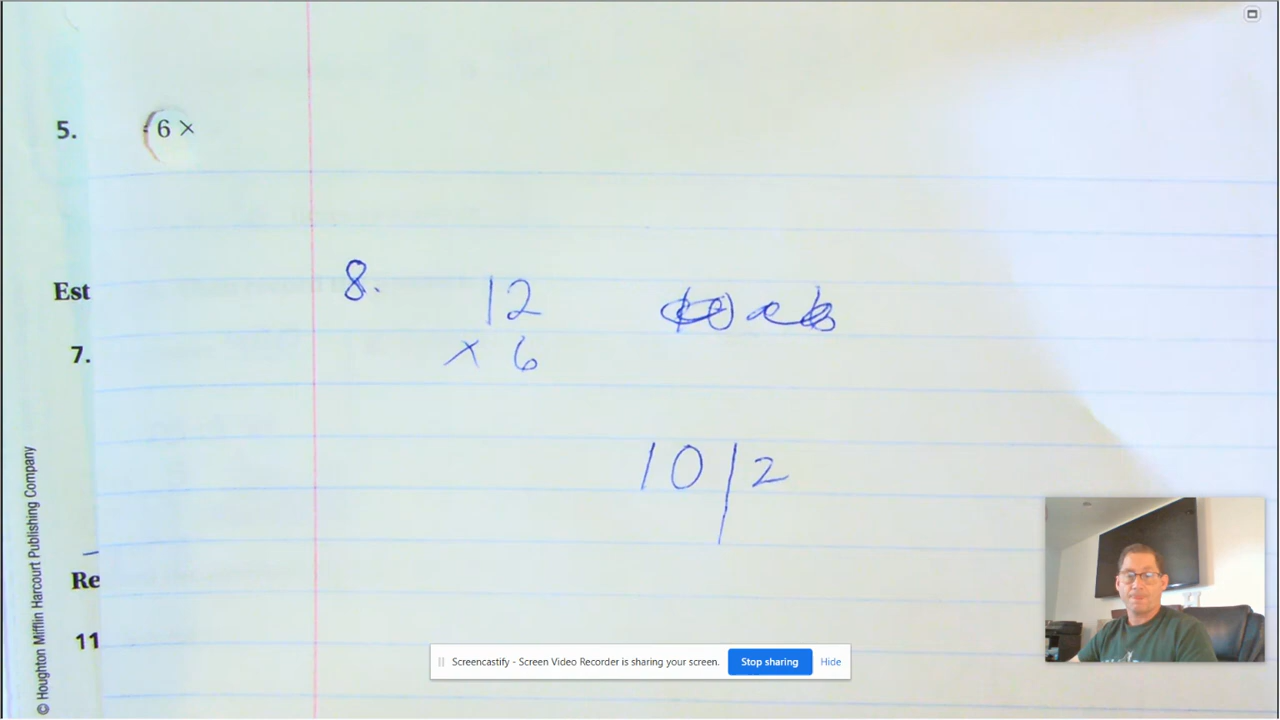 5. 6 ×
Est
8. 12
× 6
7.
10 | 2
Re
11
© Houghton Mifflin Harcourt Publishing Company
Screencastify - Screen Video Recorder is sharing your screen. Stop sharing Hide